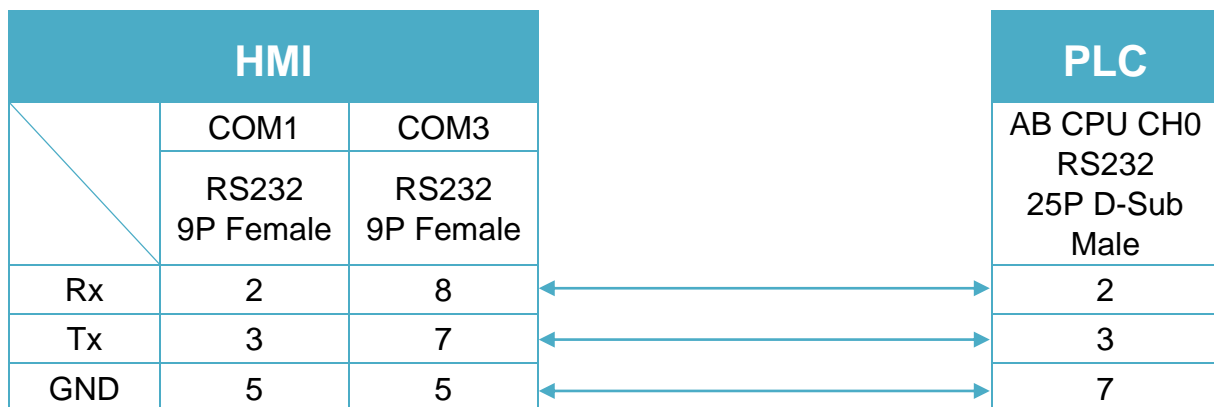 HMI PLC
COM1 COM3 AB CPU CH0
RS232
9P Female
RS232
9P Female
RS232
25P D-Sub
Male
Rx 2 8 2
Tx 3 7 3
GND 5 5 7